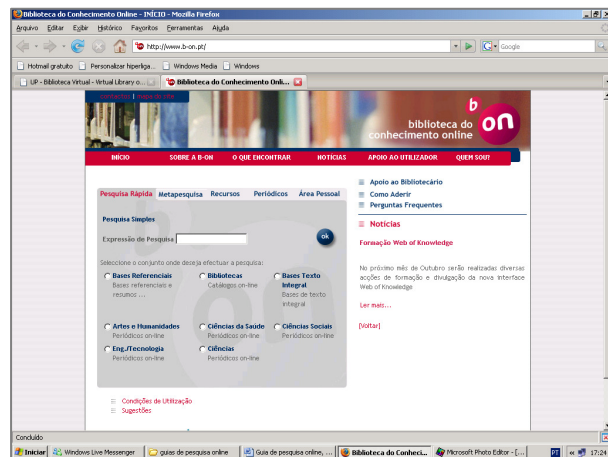 Biblioteca do Conhecimento Online - INÍCIO - Mozilla Firefox
Arquivo Editar Exibir Histórico Favoritos Ferramentas Ajuda
http://www.b-on.pt/
Google
Hotmail gratuito Personalizar hiperliga... Windows Media Windows
UP - Biblioteca Virtual - Virtual Library o...
Biblioteca do Conhecimento Onli...
contactos | mapa do site
b
on
biblioteca do
conhecimento online
INÍCIO SOBRE A B-ON O QUE ENCONTRAR NOTÍCIAS APOIO AO UTILIZADOR QUEM SOU?
Pesquisa Rápida Metapesquisa Recursos Periódicos Área Pessoal
Pesquisa Simples
Expressão de Pesquisa
ok
Seleccione o conjunto onde deseja efectuar a pesquisa:
Bases Referenciais
Bases referenciais e
resumos ...
Bibliotecas
Catálogos on-line
Bases Texto
Integral
Bases de texto
integral
Artes e Humanidades
Periódicos on-line
Ciências da Saúde
Periódicos on-line
Ciências Sociais
Periódicos on-line
Eng./Tecnologia
Periódicos on-line
Ciências
Periódicos on-line
Condições de Utilização
Sugestões
Apoio ao Bibliotecário
Como Aderir
Perguntas Frequentes
Notícias
Formação Web of Knowledge
No próximo mês de Outubro serão realizadas diversas
acções de formação e divulgação da nova interface
Web of Knowledge
Ler mais...
[Voltar]
Concluído
Iniciar Windows Live Messenger guias de pesquisa online Guia de pesquisa online, ... Biblioteca do Conheci... Microsoft Photo Editor - [... PT 17:24